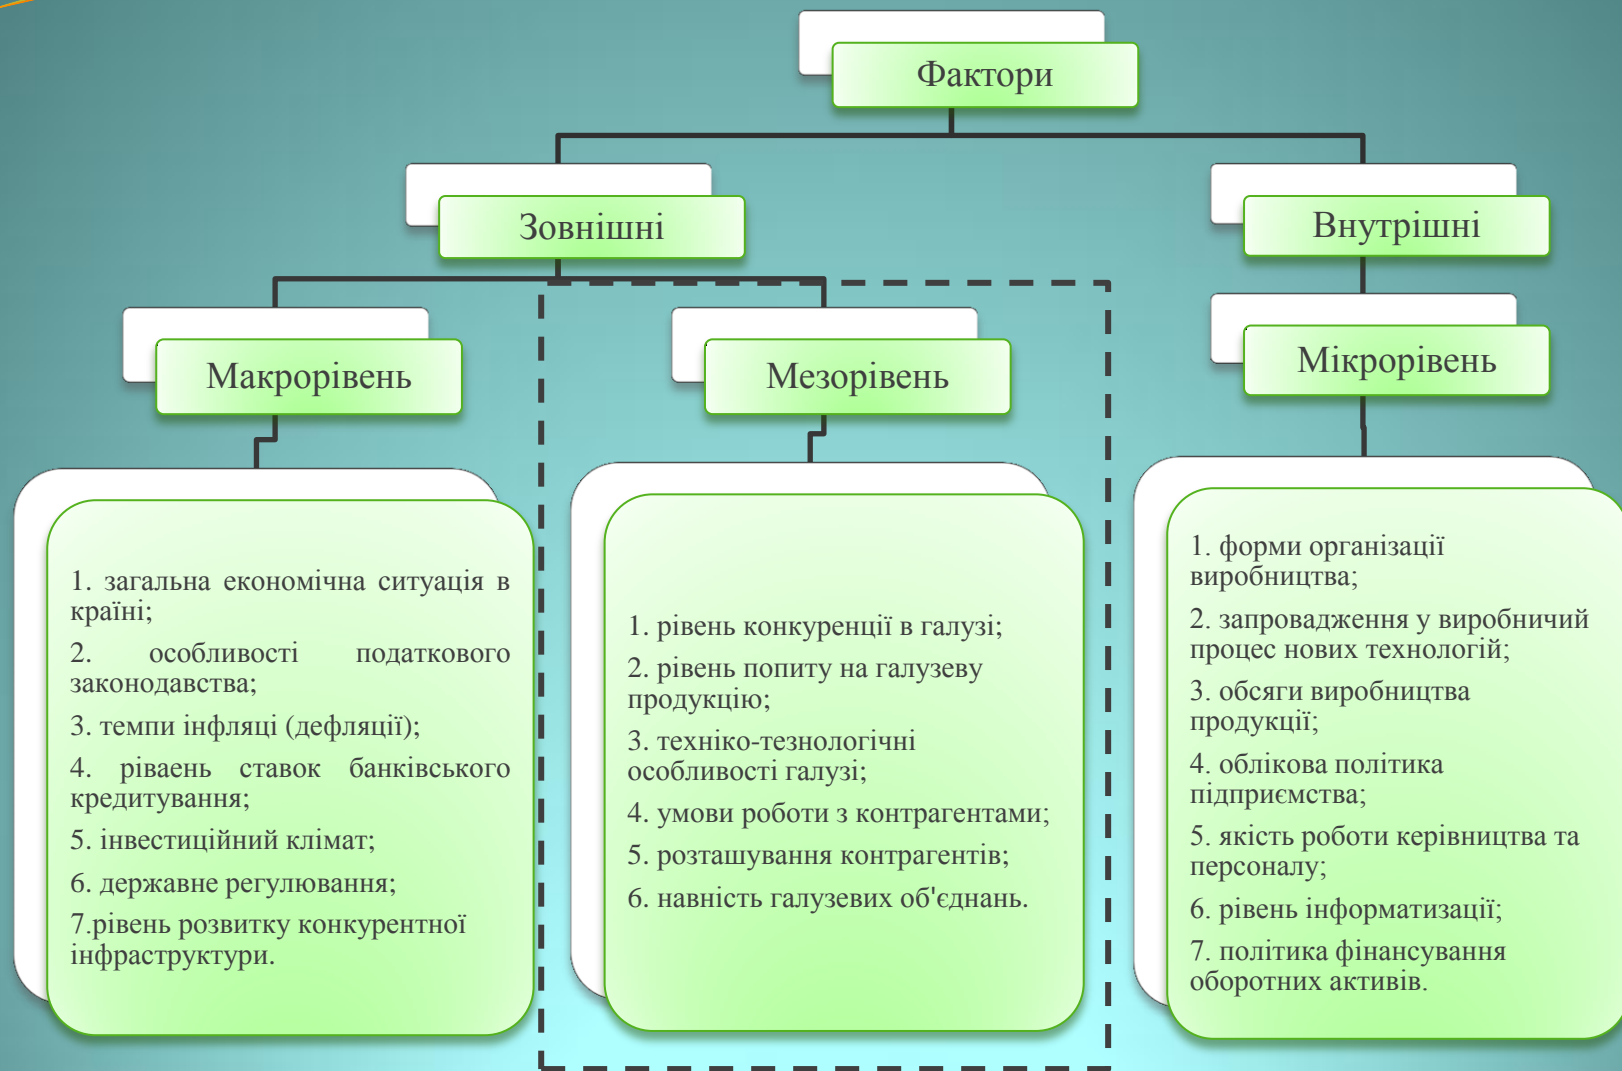 Фактори
Зовнішні
Внутрішні
Макрорівень
Мезорівень
Мікрорівень
1. загальна економічна ситуація в
країні;
2. особливості податкового
законодавства;
3. темпи інфляці (дефляції);
4. ріваень ставок банківського
кредитування;
5. інвестиційний клімат;
6. державне регулювання;
7.рівень розвитку конкурентної
інфраструктури.
1. рівень конкуренції в галузі;
2. рівень попиту на галузеву
продукцію;
3. техніко-тезнологічні
особливості галузі;
4. умови роботи з контрагентами;
5. розташування контрагентів;
6. навність галузевих об'єднань.
1. форми організації
виробництва;
2. запровадження у виробничий
процес нових технологій;
3. обсяги виробництва
продукції;
4. облікова політика
підприємства;
5. якість роботи керівництва та
персоналу;
6. рівень інформатизації;
7. політика фінансування
оборотних активів.